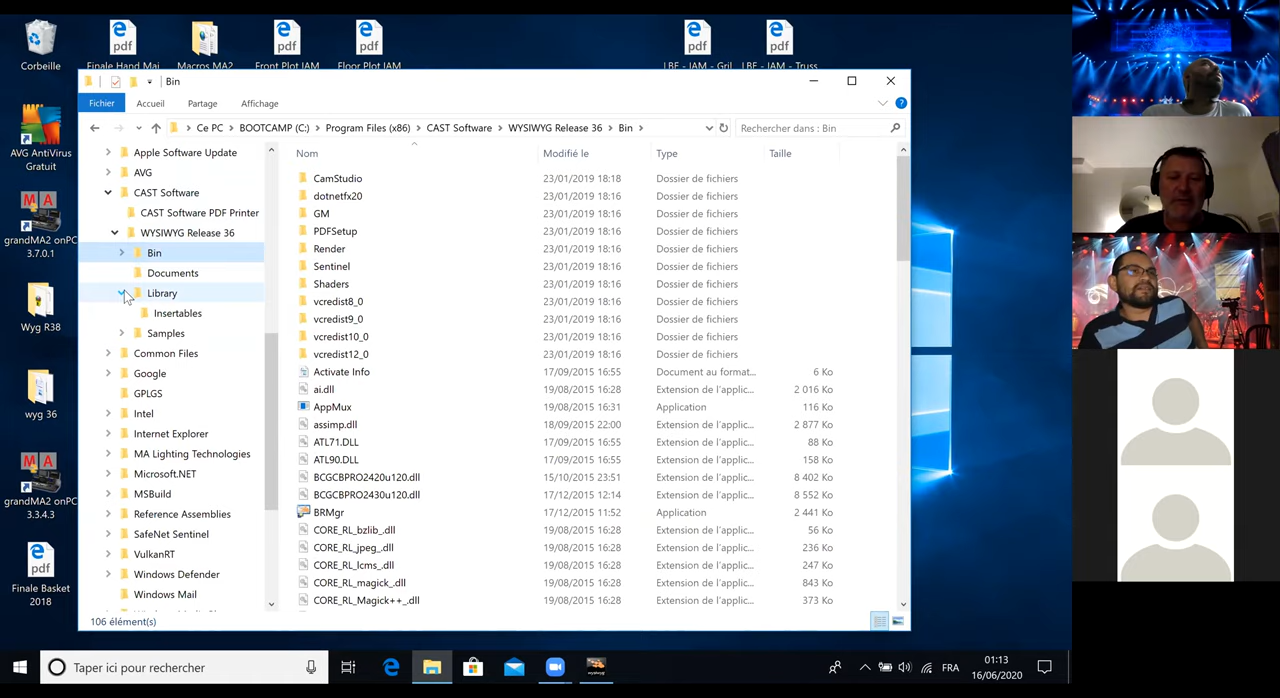 Corbeille
Finale Hand Mai
Macros MA2
Front Plot JAM
Floor Plot JAM
LBF - JAM - Gril
LBF - JAM - Truss
AVG AntiVirus
Gratuit
grandMA2 onPC
3.7.0.1
Wyg R38
wyg 36
grandMA2 onPC
3.3.4.3
Finale Basket
2018
pdf
pdf
pdf
pdf
pdf
pdf
Bin
Fichier
Accueil
Partage
Affichage
Ce PC
BOOTCAMP (C:)
Program Files (x86)
CAST Software
WYSIWYG Release 36
Bin
Rechercher dans : Bin
Apple Software Update
AVG
CAST Software
CAST Software PDF Printer
WYSIWYG Release 36
Bin
Documents
Library
Insertables
Samples
Common Files
Google
GPLGS
Intel
Internet Explorer
MA Lighting Technologies
Microsoft.NET
MSBuild
Reference Assemblies
SafeNet Sentinel
VulkanRT
Windows Defender
Windows Mail
Nom Modifié le Type Taille
CamStudio 23/01/2019 18:18 Dossier de fichiers
dotnetfx20 23/01/2019 18:16 Dossier de fichiers
GM 23/01/2019 18:16 Dossier de fichiers
PDFSetup 23/01/2019 18:16 Dossier de fichiers
Render 23/01/2019 18:16 Dossier de fichiers
Sentinel 23/01/2019 18:16 Dossier de fichiers
Shaders 23/01/2019 18:16 Dossier de fichiers
vcredist8_0 23/01/2019 18:16 Dossier de fichiers
vcredist9_0 23/01/2019 18:16 Dossier de fichiers
vcredist10_0 23/01/2019 18:16 Dossier de fichiers
vcredist12_0 23/01/2019 18:16 Dossier de fichiers
Activate Info 17/09/2015 16:55 Document au format... 6 Ko
ai.dll 19/08/2015 16:28 Extension de l'applic... 2 016 Ko
AppMux 19/08/2015 16:31 Application 116 Ko
assimp.dll 18/09/2015 22:00 Extension de l'applic... 2 877 Ko
ATL71.DLL 17/09/2015 16:55 Extension de l'applic... 88 Ko
ATL90.DLL 17/09/2015 16:55 Extension de l'applic... 158 Ko
BCGCBPRO2420u120.dll 15/10/2015 23:51 Extension de l'applic... 8 402 Ko
BCGCBPRO2430u120.dll 17/12/2015 12:14 Extension de l'applic... 8 552 Ko
BRMgr 17/12/2015 11:52 Application 2 441 Ko
CORE_RL_bzlib_.dll 19/08/2015 16:28 Extension de l'applic... 56 Ko
CORE_RL_jpeg_.dll 19/08/2015 16:28 Extension de l'applic... 236 Ko
CORE_RL_lcms_.dll 19/08/2015 16:28 Extension de l'applic... 247 Ko
CORE_RL_magick_.dll 19/08/2015 16:28 Extension de l'applic... 843 Ko
CORE_RL_Magick++_.dll 19/08/2015 16:28 Extension de l'applic... 373 Ko
106 élément(s)
Taper ici pour rechercher
FRA
01:13
16/06/2020